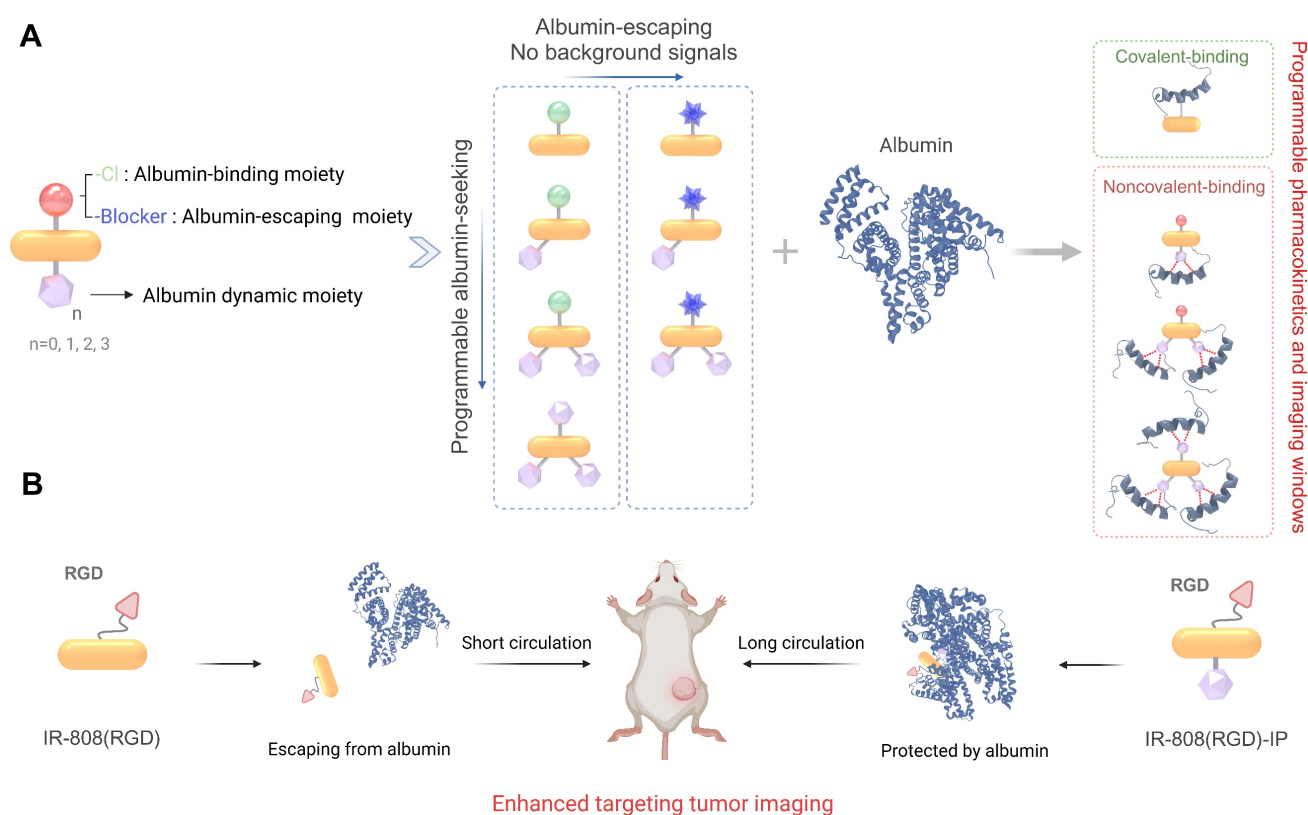 A
Albumin-escaping
No background signals
-Cl : Albumin-binding moiety
-Blocker : Albumin-escaping moiety
Albumin dynamic moiety
n
n=0, 1, 2, 3
Programmable albumin-seeking
Albumin
Covalent-binding
Noncovalent-binding
Programmable pharmacokinetics and imaging windows
B
RGD
IR-808(RGD)
Escaping from albumin
Short circulation
Long circulation
Protected by albumin
RGD
IR-808(RGD)-IP
Enhanced targeting tumor imaging